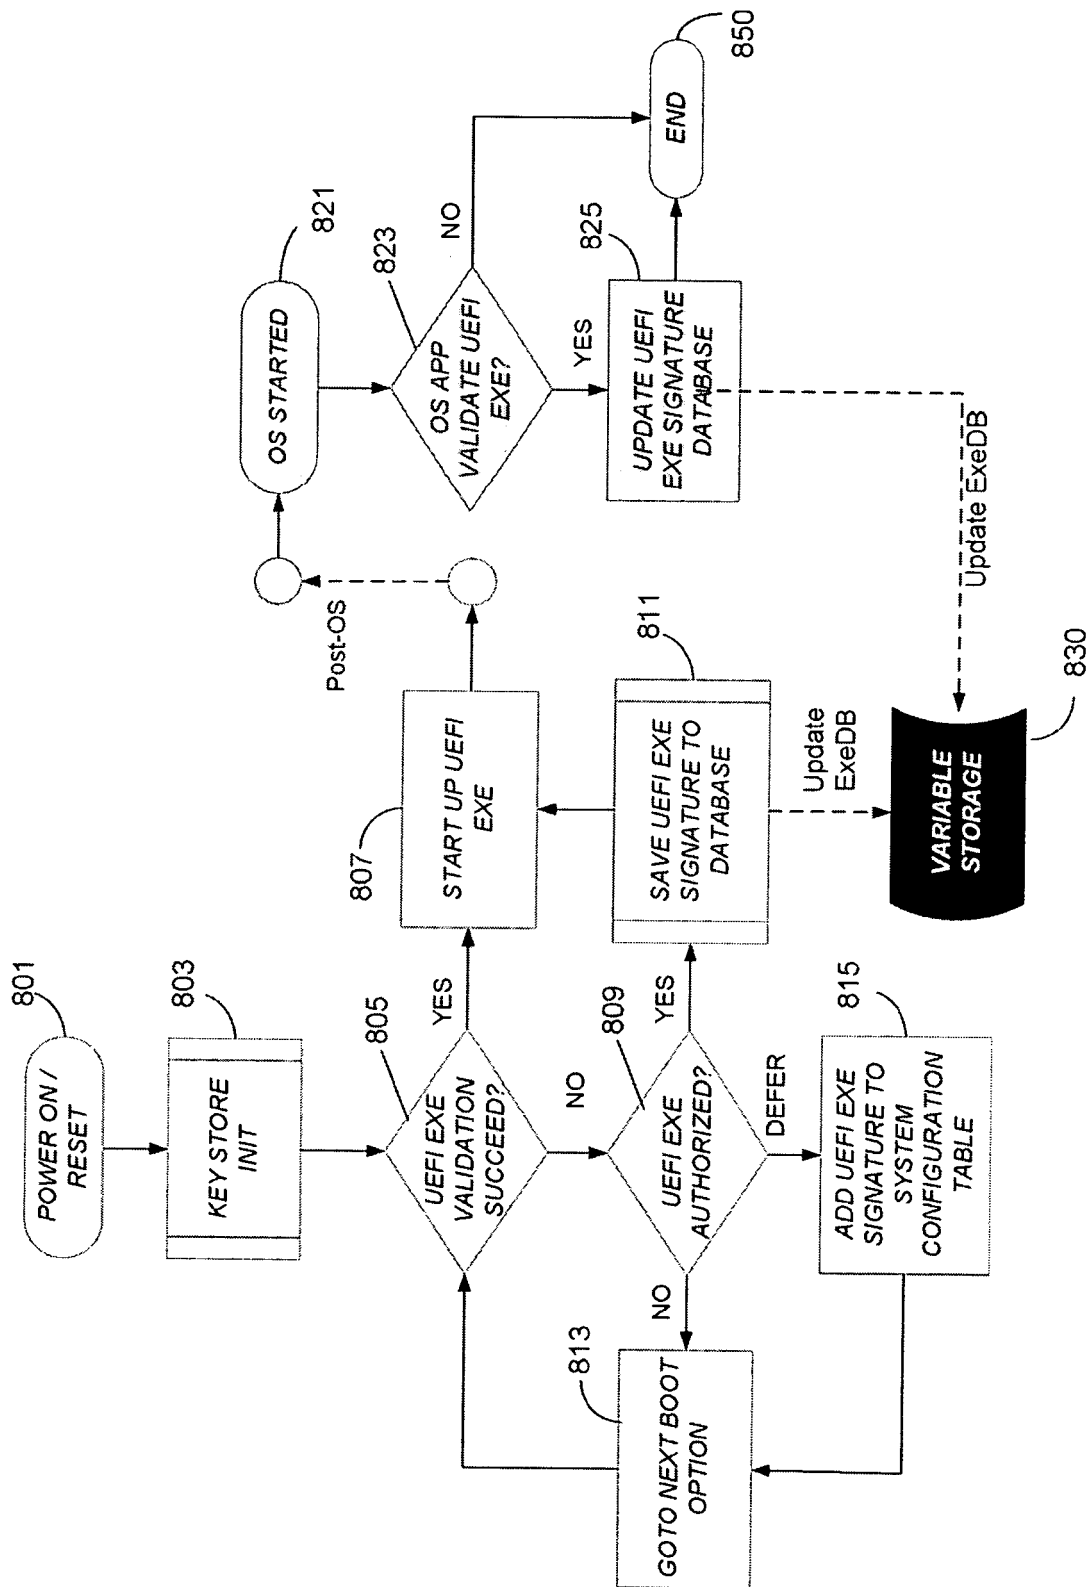 801
POWER ON /
RESET
803
KEY STORE
INIT
805
UEFI EXE
VALIDATION
SUCCEED?
YES
NO
807
START UP UEFI
EXE
Post-OS
OS STARTED
821
823
OS APP
VALIDATE UEFI
EXE?
NO
YES
825
UPDATE UEFI
EXE SIGNATURE
DATABASE
END
850
809
UEFI EXE
AUTHORIZED?
YES
NO
DEFER
811
SAVE UEFI EXE
SIGNATURE TO
DATABASE
Update
ExeDB
Update ExeDB
813
GOTO NEXT BOOT
OPTION
815
ADD UEFI EXE
SIGNATURE TO
SYSTEM
CONFIGURATION
TABLE
VARIABLE
STORAGE
830